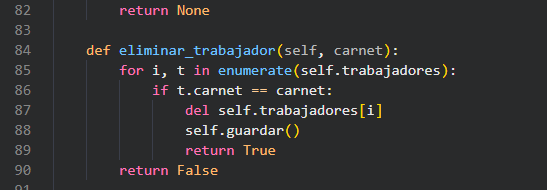 82 return None
83
84 def eliminar_trabajador(self, carnet):
85 for i, t in enumerate(self.trabajadores):
86 if t.carnet == carnet:
87 del self.trabajadores[i]
88 self.guardar()
89 return True
90 return False
91